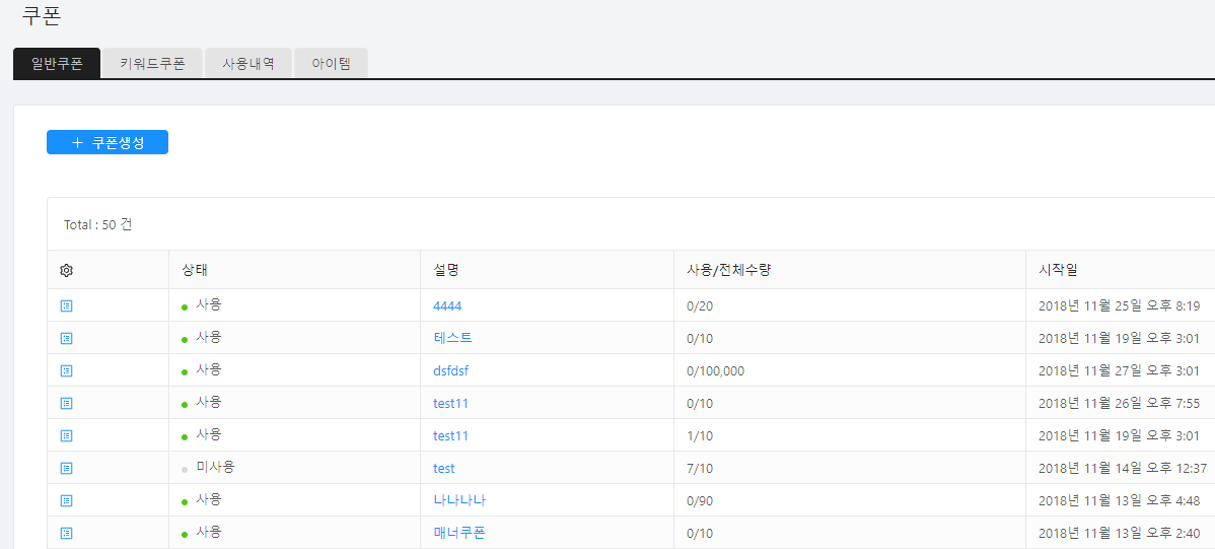 쿠폰
일반쿠폰 키워드쿠폰 사용내역 아이템
+ 쿠폰생성
Total : 50 건
상태 설명 사용/전체수량 시작일
사용 4444 0/20 2018년 11월 25일 오후 8:19
사용 테스트 0/10 2018년 11월 19일 오후 3:01
사용 dsfdsf 0/100,000 2018년 11월 27일 오후 3:01
사용 test11 0/10 2018년 11월 26일 오후 7:55
사용 test11 1/10 2018년 11월 19일 오후 3:01
미사용 test 7/10 2018년 11월 14일 오후 12:37
사용 나나나나 0/90 2018년 11월 13일 오후 4:48
사용 매너쿠폰 0/10 2018년 11월 13일 오후 2:40